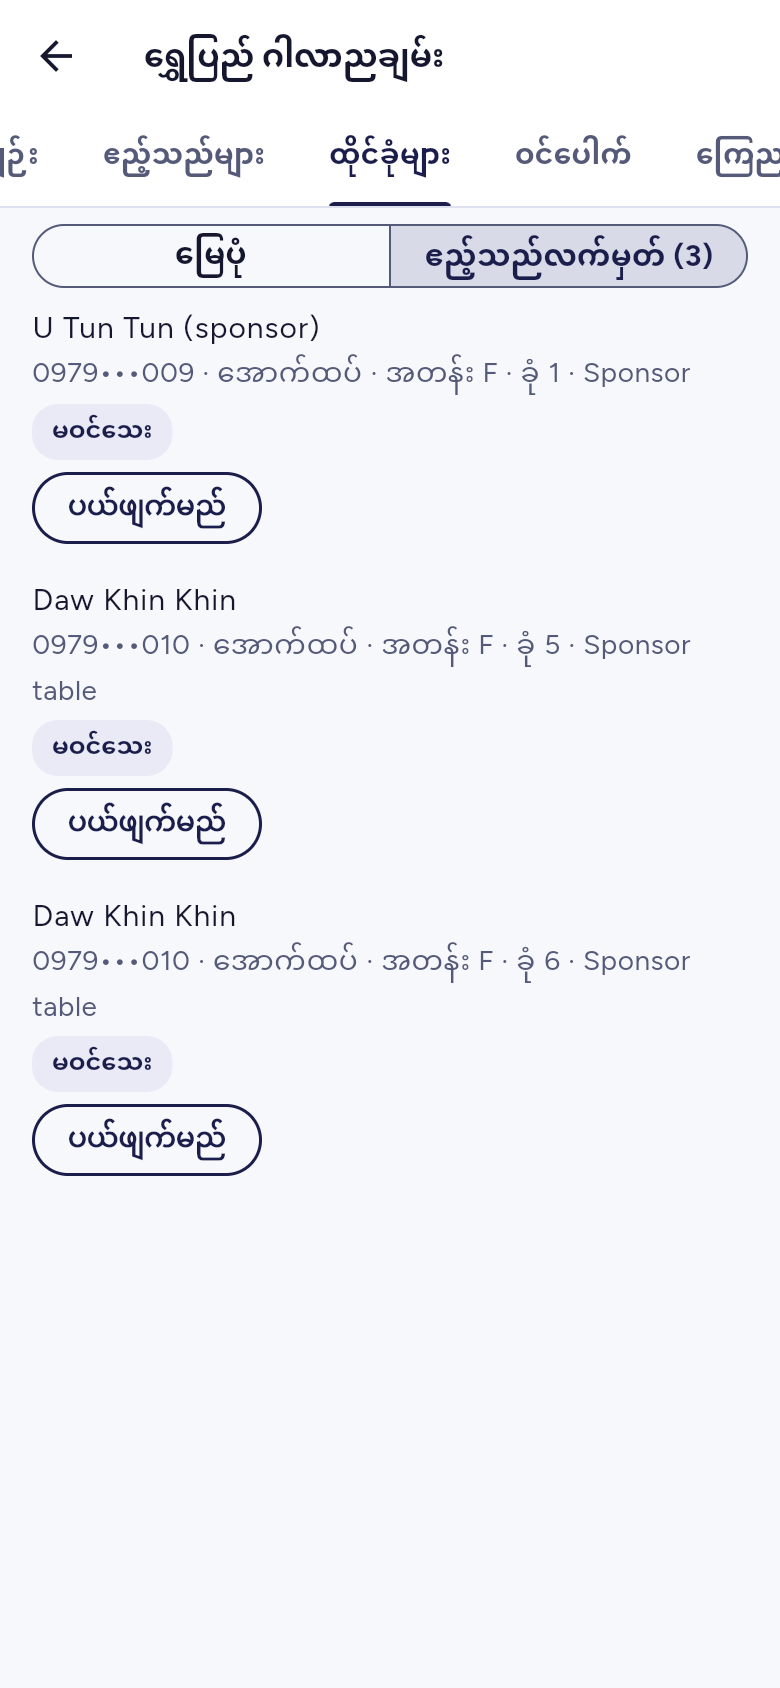 ရွှေပြည် ဂါလာညချမ်း
ဧည့်သည်များ ထိုင်ခုံများ ဝင်ပေါက်
မြေပုံ ဧည့်သည်လက်မှတ် (3)
U Tun Tun (sponsor)
0979•••009 · အောက်ထပ် · အတန်း F · ခုံ 1 · Sponsor
မဝင်သေး
ပယ်ဖျက်မည်
Daw Khin Khin
0979•••010 · အောက်ထပ် · အတန်း F · ခုံ 5 · Sponsor
table
မဝင်သေး
ပယ်ဖျက်မည်
Daw Khin Khin
0979•••010 · အောက်ထပ် · အတန်း F · ခုံ 6 · Sponsor
table
မဝင်သေး
ပယ်ဖျက်မည်